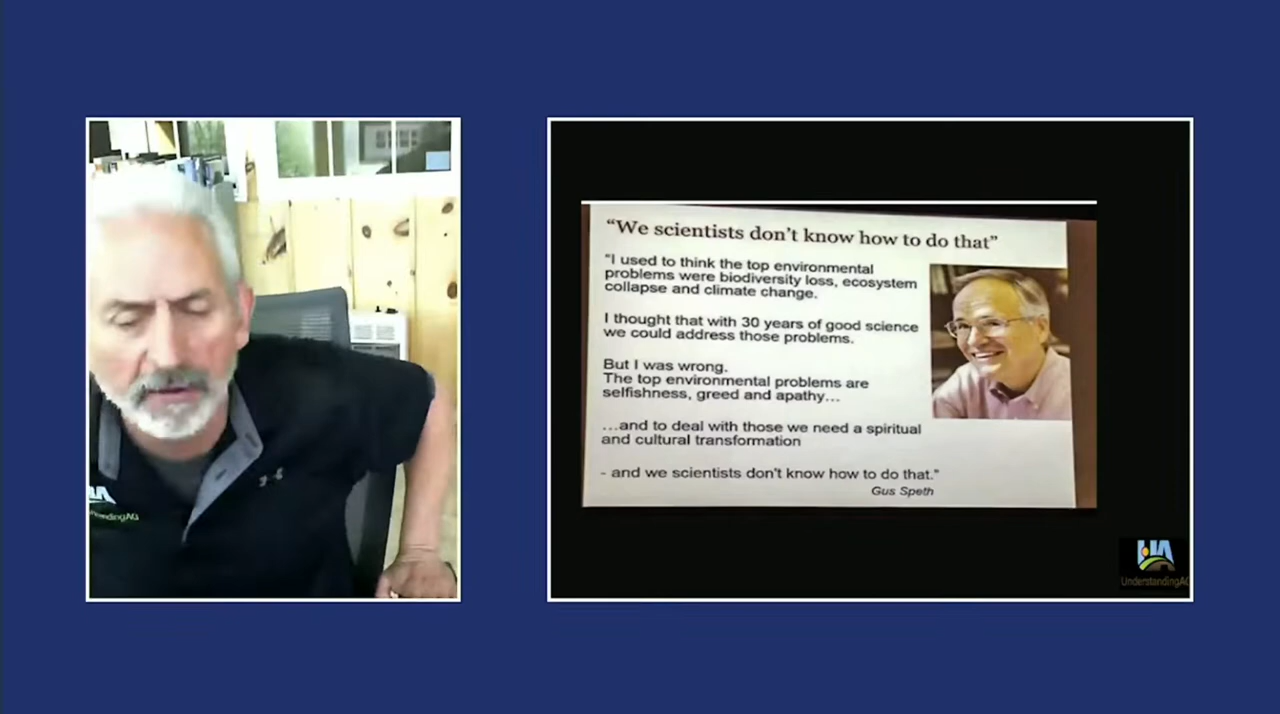 “We scientists don’t know how to do that”
"I used to think the top environmental
problems were biodiversity loss, ecosystem
collapse and climate change.
I thought that with 30 years of good science
we could address those problems.
But I was wrong.
The top environmental problems are
selfishness, greed and apathy…
…and to deal with those we need a spiritual
and cultural transformation
- and we scientists don't know how to do that."
Gus Speth
UA
UnderstandingAG